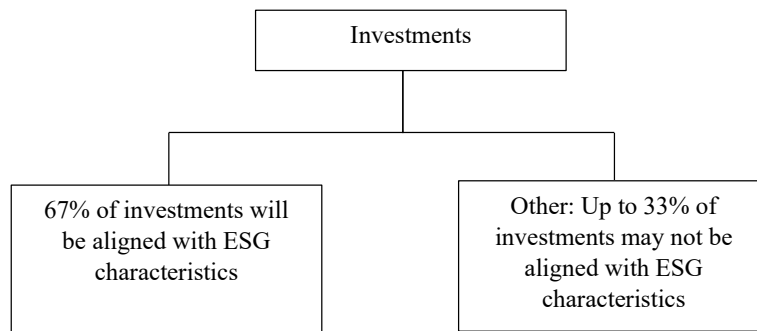 Investments
67% of investments will
be aligned with ESG
characteristics
Other: Up to 33% of
investments may not be
aligned with ESG
characteristics